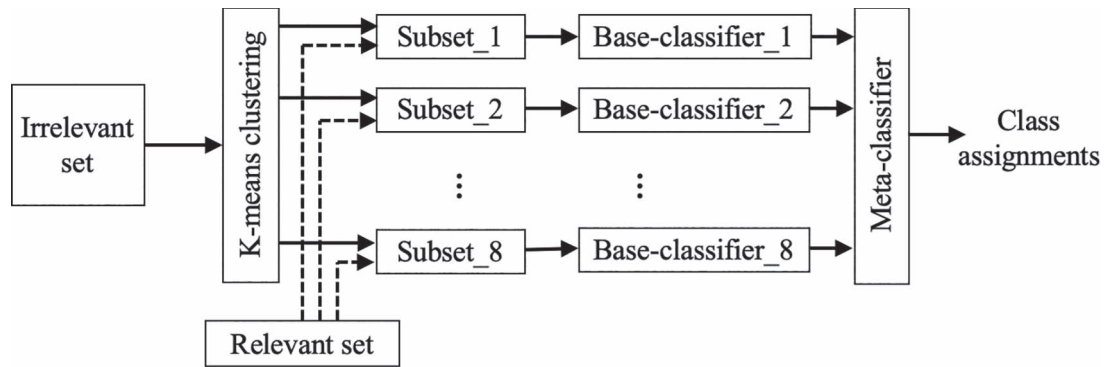 Irrelevant
set
K-means clustering
Subset_1
Base-classifier_1
Subset_2
Base-classifier_2
Subset_8
Base-classifier_8
Meta-classifier
Class
assignments
Relevant set